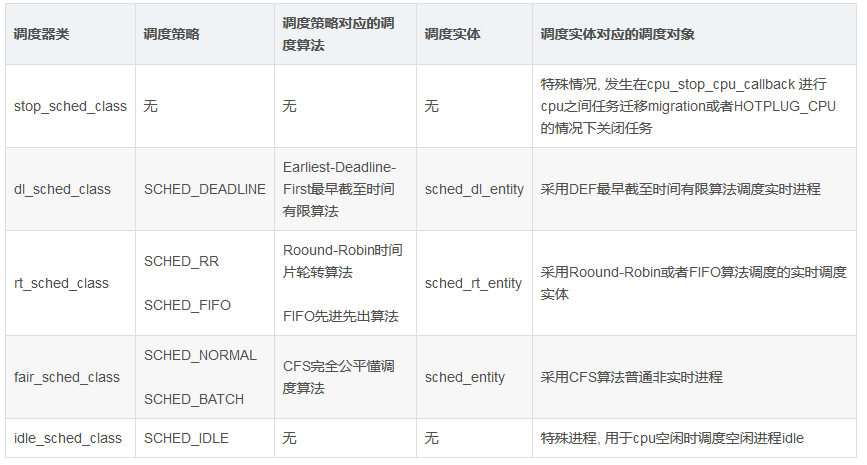 调度器类
调度策略
调度策略对应的调
度算法
调度实体
调度实体对应的调度对象
stop_sched_class
无
无
无
特殊情况, 发生在cpu_stop_cpu_callback 进行
cpu之间任务迁移migration或者HOTPLUG_CPU
的情况下关闭任务
dl_sched_class
SCHED_DEADLINE
Earliest-Deadline-
First最早截至时间
有限算法
sched_dl_entity
采用DEF最早截至时间有限算法调度实时进程
rt_sched_class
SCHED_RR
SCHED_FIFO
Roound-Robin时间
片轮转算法
FIFO先进先出算法
sched_rt_entity
采用Roound-Robin或者FIFO算法调度的实时调度
实体
fair_sched_class
SCHED_NORMAL
SCHED_BATCH
CFS完全公平懂调
度算法
sched_entity
采用CFS算法普通非实时进程
idle_sched_class
SCHED_IDLE
无
无
特殊进程, 用于cpu空闲时调度空闲进程idle